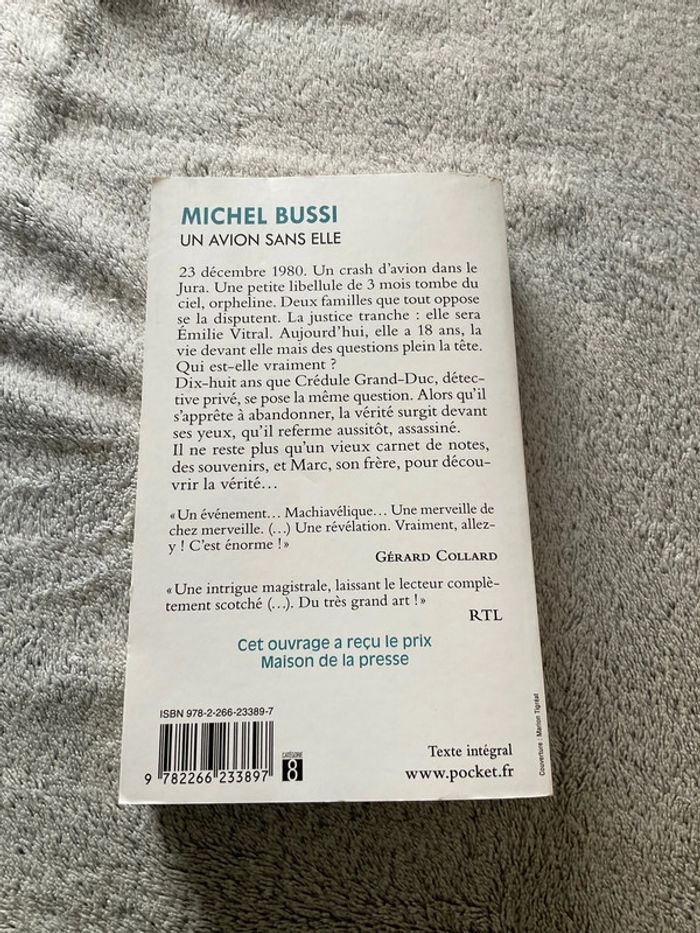 MICHEL BUSSI
UN AVION SANS ELLE
23 décembre 1980. Un crash d'avion dans le
Jura. Une petite libellule de 3 mois tombe du
ciel, orpheline. Deux familles que tout oppose
se la disputent. La justice tranche : elle sera
Émilie Vitral. Aujourd'hui, elle a 18 ans, la
vie devant elle mais des questions plein la tête.
Qui est-elle vraiment ?
Dix-huit ans que Crédule Grand-Duc, détec-
tive privé, se pose la même question. Alors qu'il
s'apprête à abandonner, la vérité surgit devant
ses yeux, qu'il referme aussitôt, assassiné.
Il ne reste plus qu'un vieux carnet de notes,
des souvenirs, et Marc, son frère, pour décou-
vrir la vérité…
« Un événement… Machiavélique… Une merveille de
chez merveille. (…) Une révélation. Vraiment, allez-
y ! C'est énorme ! »
GÉRARD COLLARD
« Une intrigue magistrale, laissant le lecteur complè-
tement scotché (…). Du très grand art ! »
RTL
Cet ouvrage a reçu le prix
Maison de la presse
ISBN 978-2-266-23389-7
9 782266 233897
CATÉGORIE
8
Texte intégral
www.pocket.fr
Couverture : Marion Tigréat